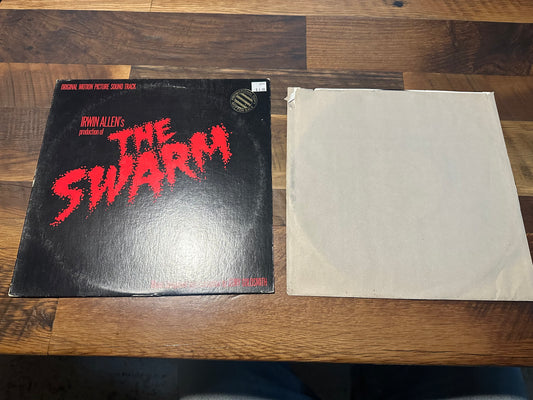 ORIGINAL MOTION PICTURE SOUND TRACK
IRWIN ALLEN's
production of
THE
SWARM